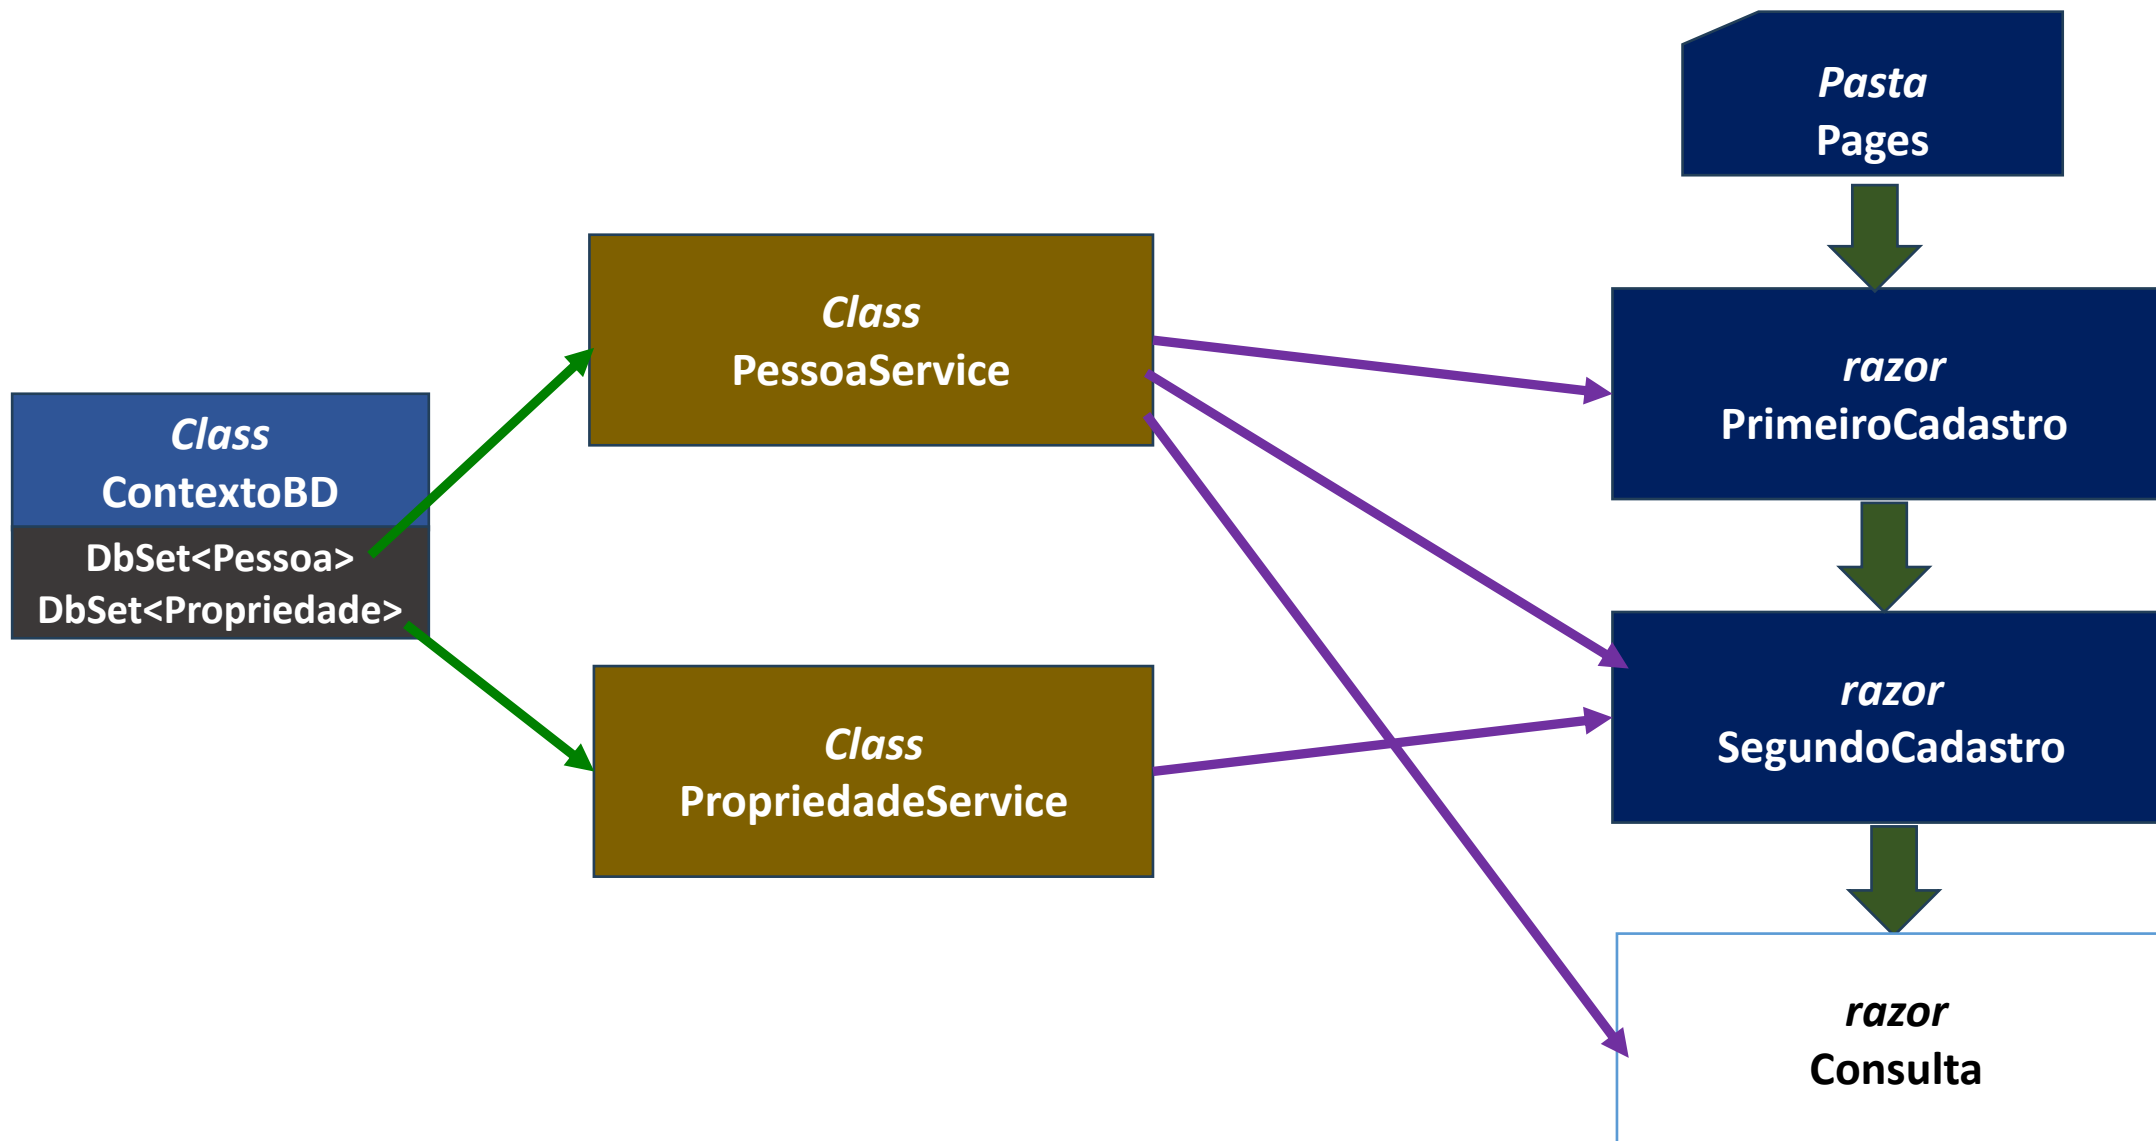 Pasta
Pages
Class
PessoaService
razor
PrimeiroCadastro
Class
ContextoBD
DbSet<Pessoa>
DbSet<Propriedade>
Class
PropriedadeService
razor
SegundoCadastro
razor
Consulta